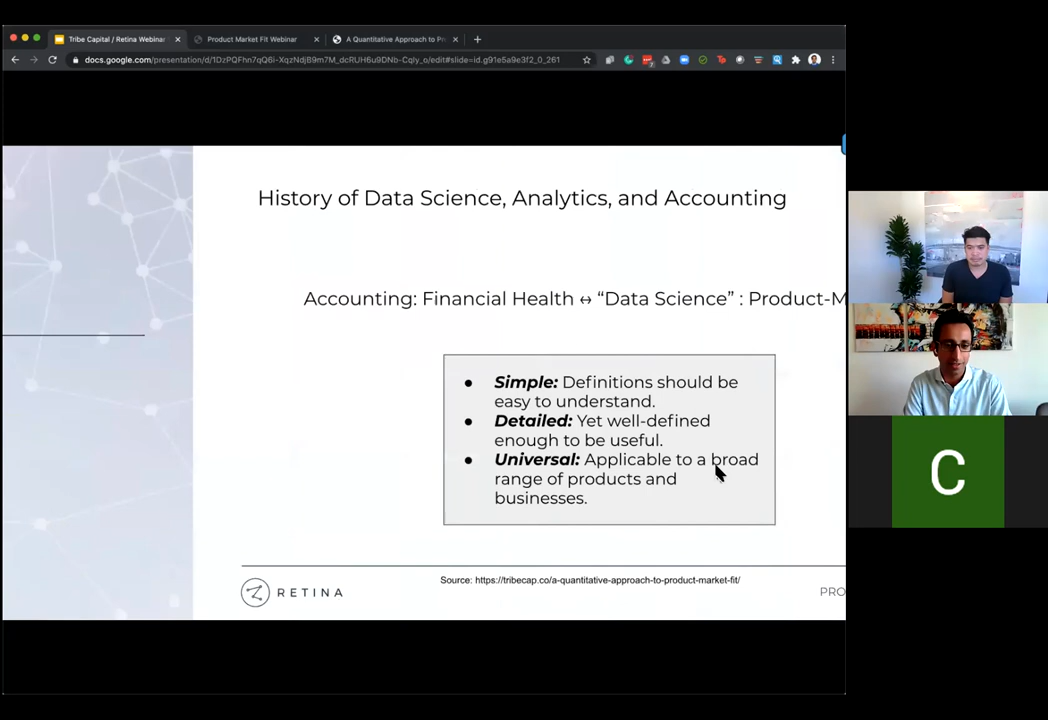 Tribe Capital / Retina Webinar
Product Market Fit Webinar
A Quantitative Approach to Pr
docs.google.com/presentation/d/1DzPQFhn7qQ6i-XqzNdjB9m7M_dcRUH6u9DNb-CqIy_o/edit#slide=id.g91e5a9e3f2_0_261
History of Data Science, Analytics, and Accounting
Accounting: Financial Health ↔ “Data Science” : Product-M
● Simple: Definitions should be
easy to understand.
● Detailed: Yet well-defined
enough to be useful.
● Universal: Applicable to a broad
range of products and
businesses.
Source: https://tribecap.co/a-quantitative-approach-to-product-market-fit/
RETINA
PRO
C